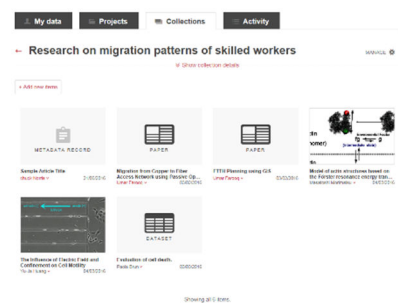 My data
Projects
Collections
Activity
← Research on migration patterns of skilled workers
MANAGE
Show collection details
+ Add new items
METADATA RECORD
PAPER
PAPER
Sample Article Title
Migration from Copper to Fiber
Access Network using Passive Op...
FTTH Planning using GIS
Model of actin structures based on
the Förster resonance energy tran...
The Influence of Electric Field and
Confinement on Cell Motility
DATASET
Evaluation of cell death.
Showing all 6 items.